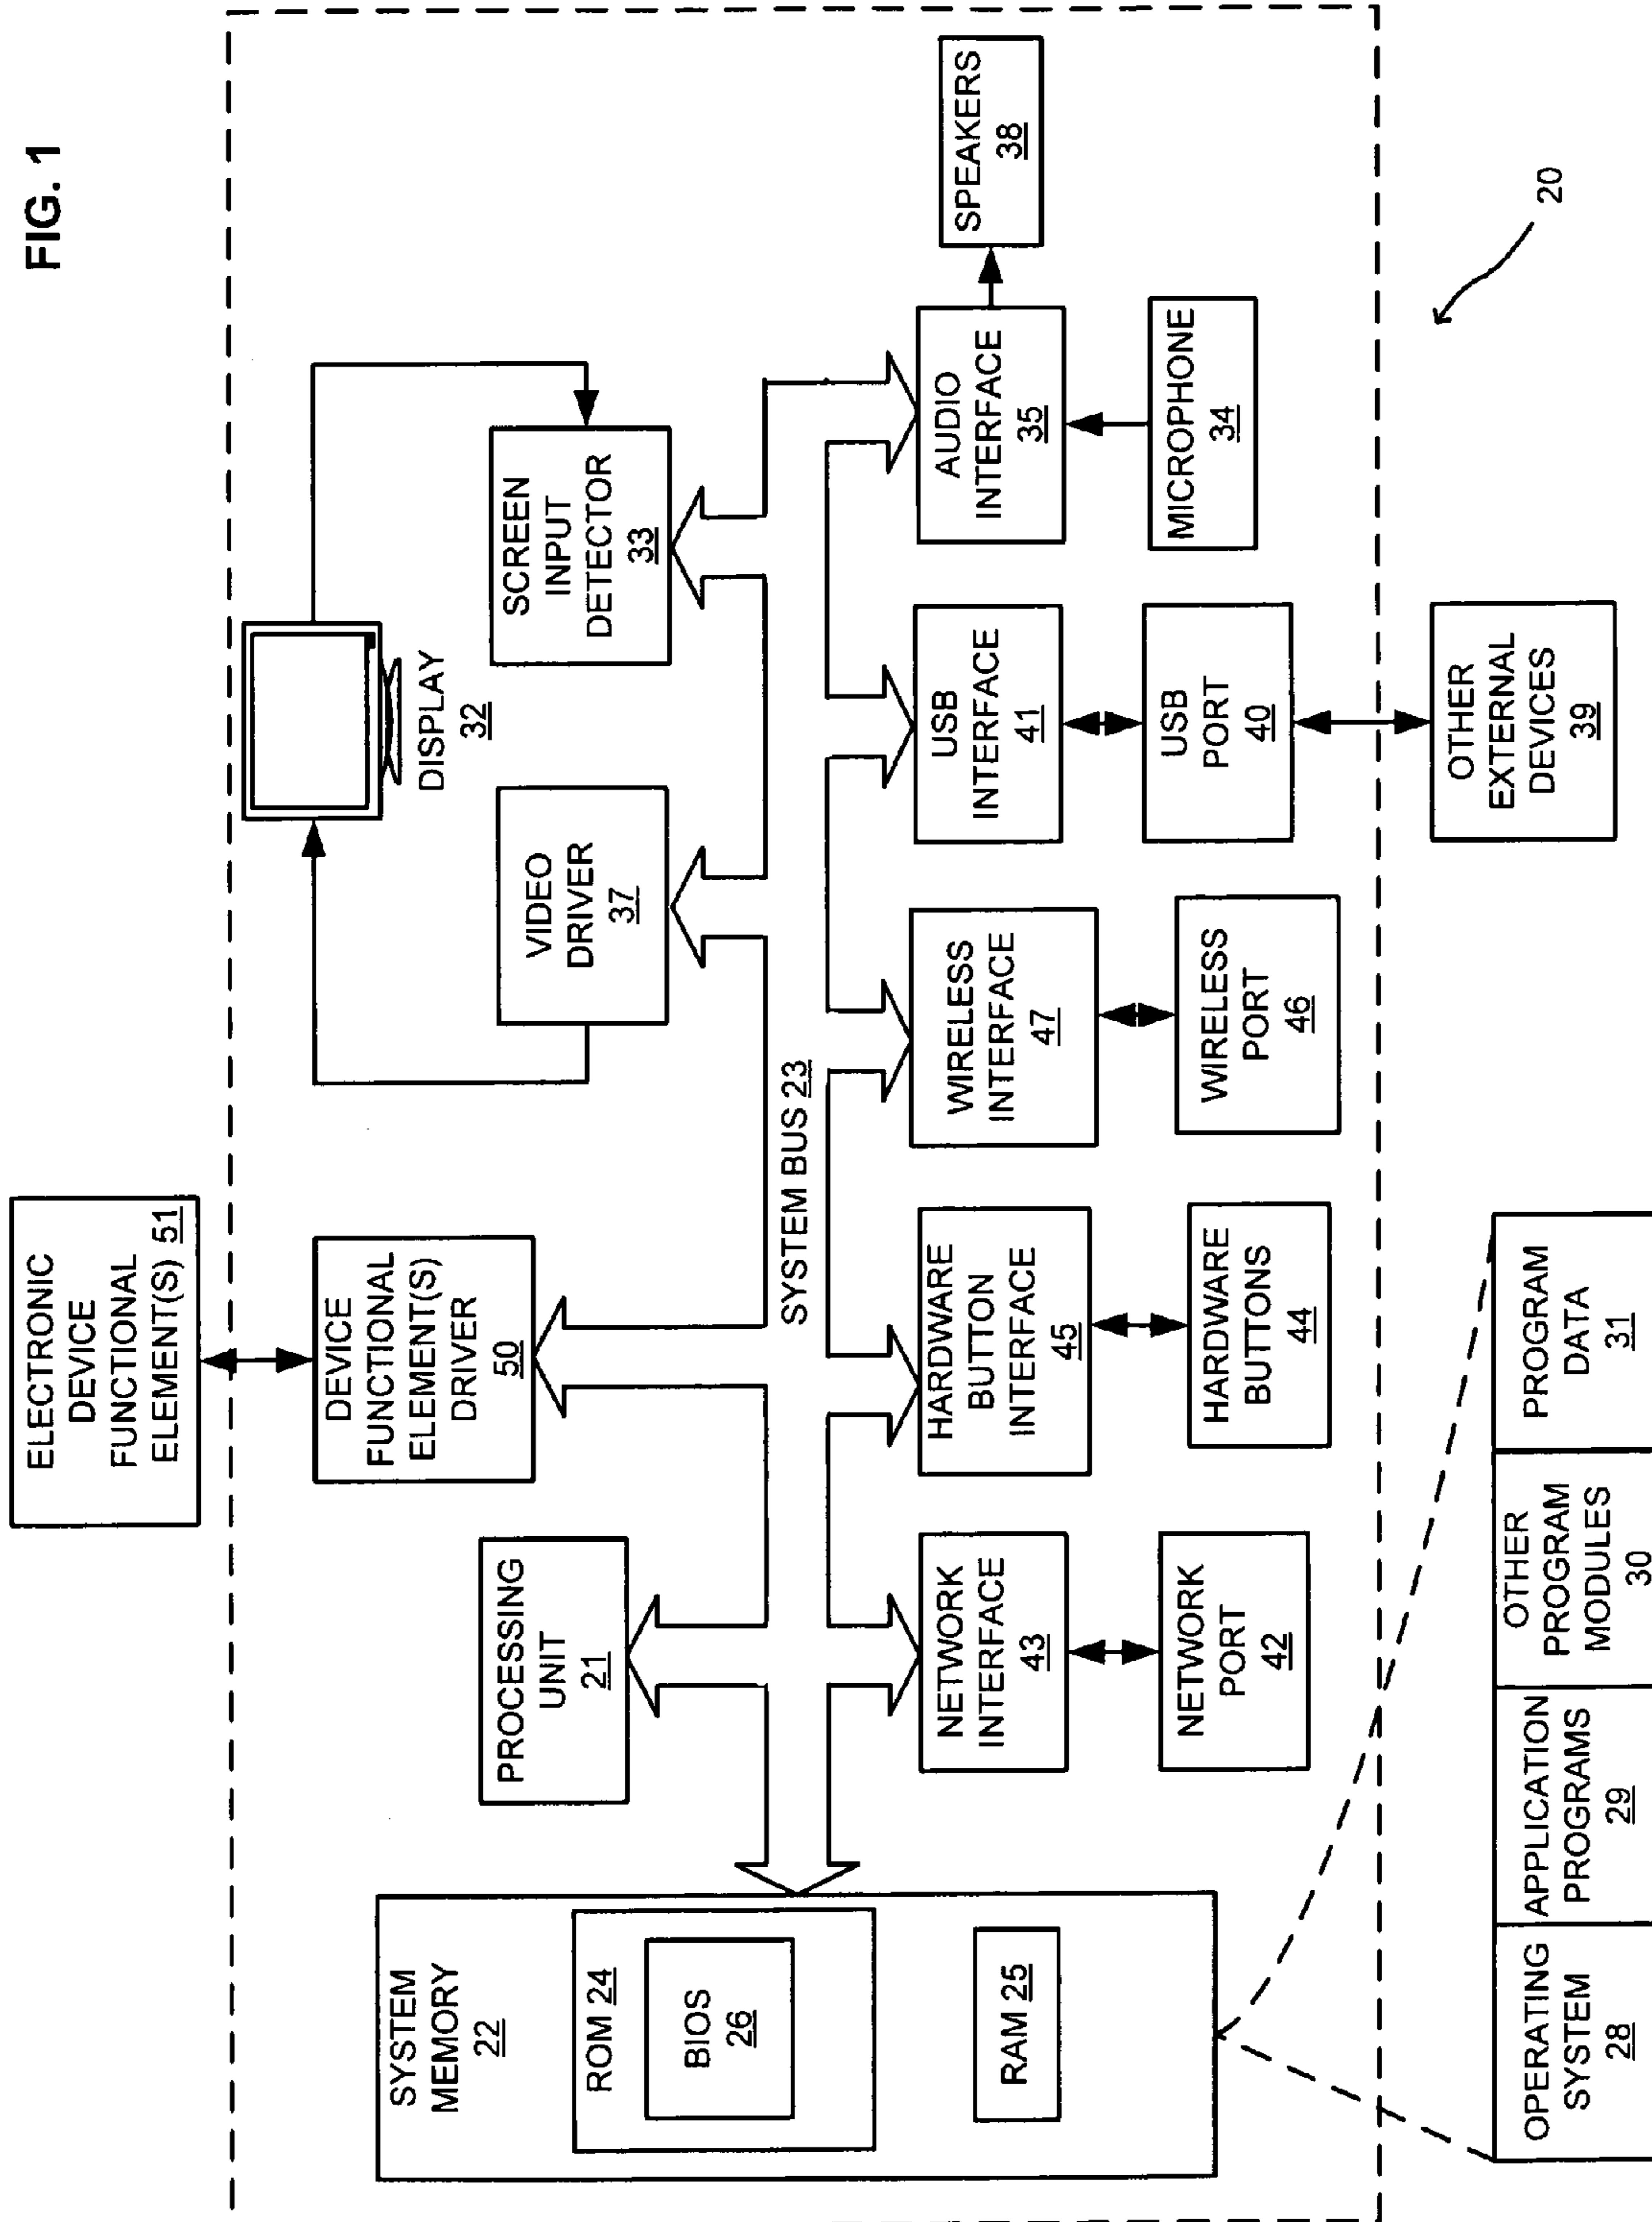 FIG. 1
ELECTRONIC
DEVICE
FUNCTIONAL
ELEMENT(S) 51
DEVICE
FUNCTIONAL
ELEMENT(S)
DRIVER
50
DISPLAY
32
PROCESSING
UNIT
21
VIDEO
DRIVER
37
SCREEN
INPUT
DETECTOR
33
SYSTEM
MEMORY
22
ROM 24
BIOS
26
RAM 25
SYSTEM BUS 23
NETWORK
INTERFACE
43
HARDWARE
BUTTON
INTERFACE
45
WIRELESS
INTERFACE
47
USB
INTERFACE
41
AUDIO
INTERFACE
35
SPEAKERS
38
NETWORK
PORT
42
HARDWARE
BUTTONS
44
WIRELESS
PORT
46
USB
PORT
40
MICROPHONE
34
OPERATING
SYSTEM
28
APPLICATION
PROGRAMS
29
OTHER
PROGRAM
MODULES
30
PROGRAM
DATA
31
OTHER
EXTERNAL
DEVICES
39
20